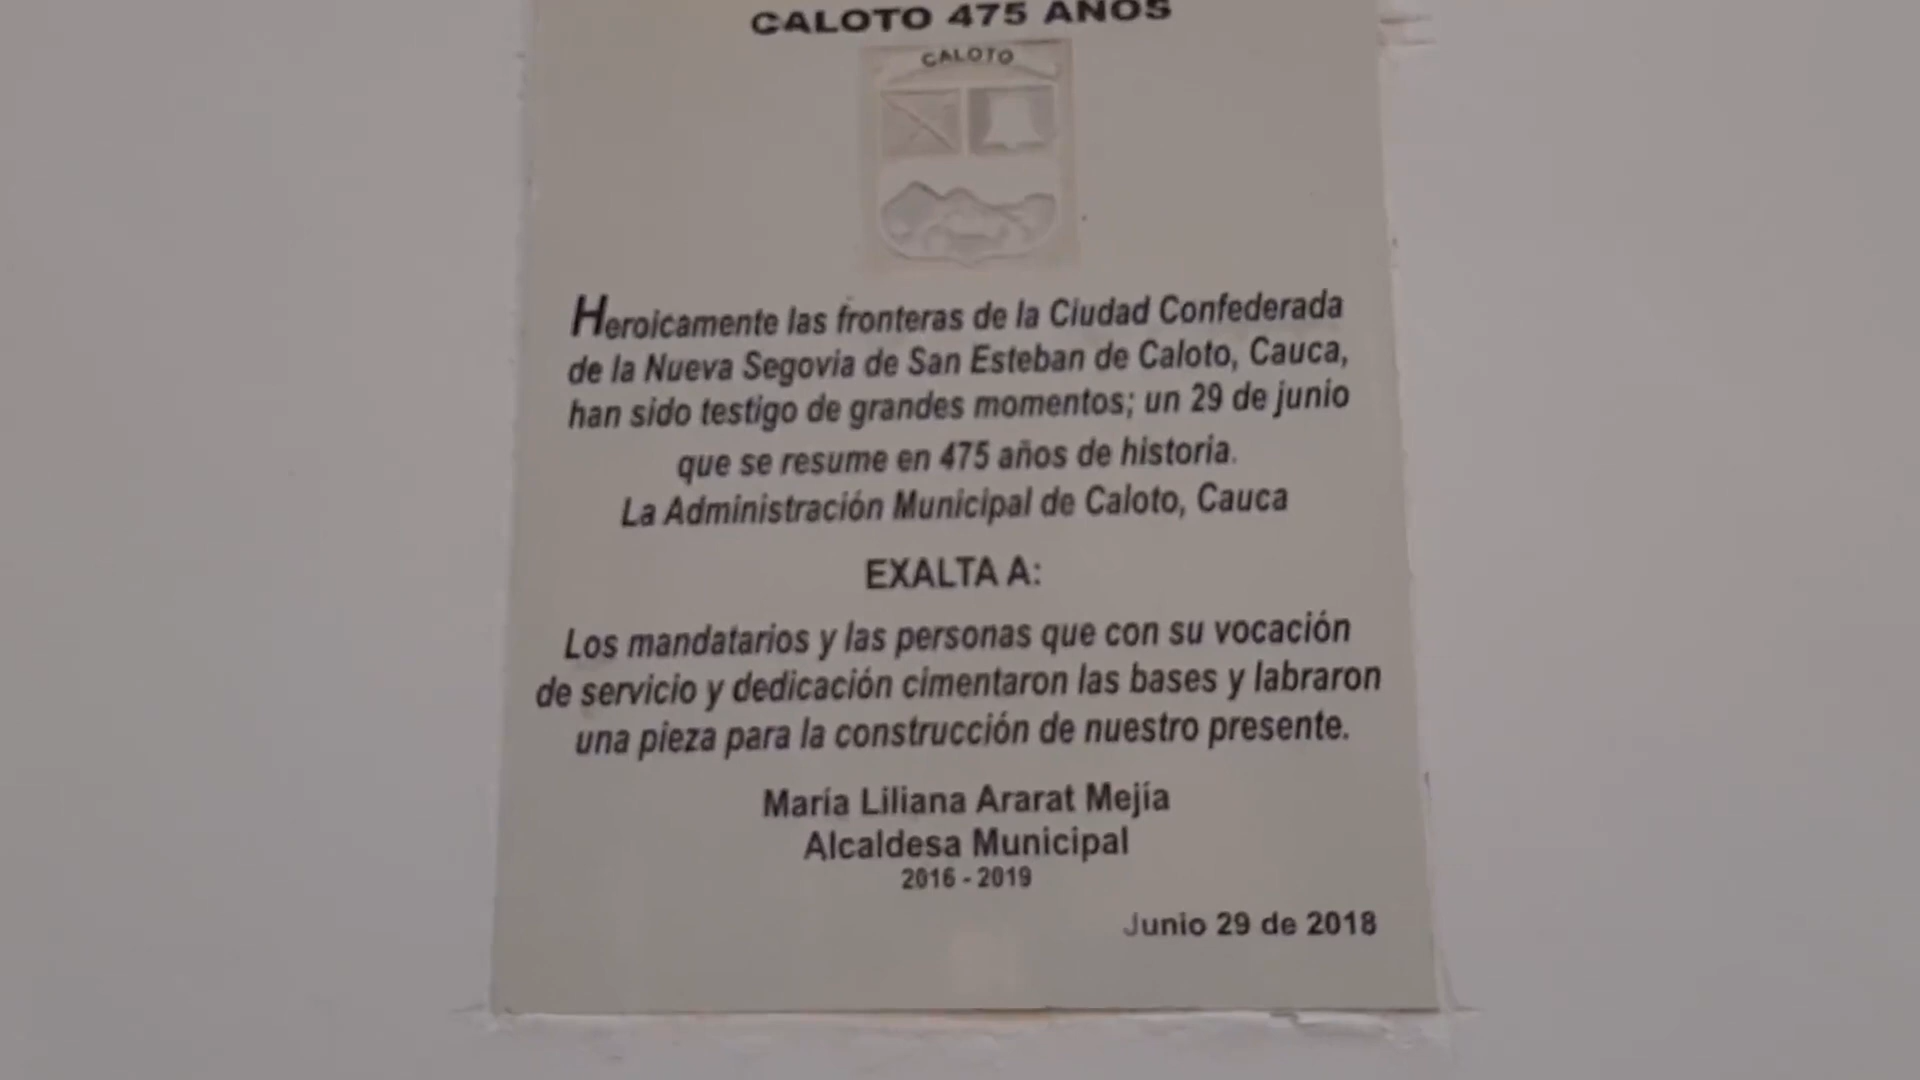 CALOTO 475 AÑOS
CALOTO
Heroicamente las fronteras de la Ciudad Confederada
de la Nueva Segovia de San Esteban de Caloto, Cauca,
han sido testigo de grandes momentos; un 29 de junio
que se resume en 475 años de historia.
La Administración Municipal de Caloto, Cauca
EXALTA A:
Los mandatarios y las personas que con su vocación
de servicio y dedicación cimentaron las bases y labraron
una pieza para la construcción de nuestro presente.
María Liliana Ararat Mejía
Alcaldesa Municipal
2016 - 2019
Junio 29 de 2018